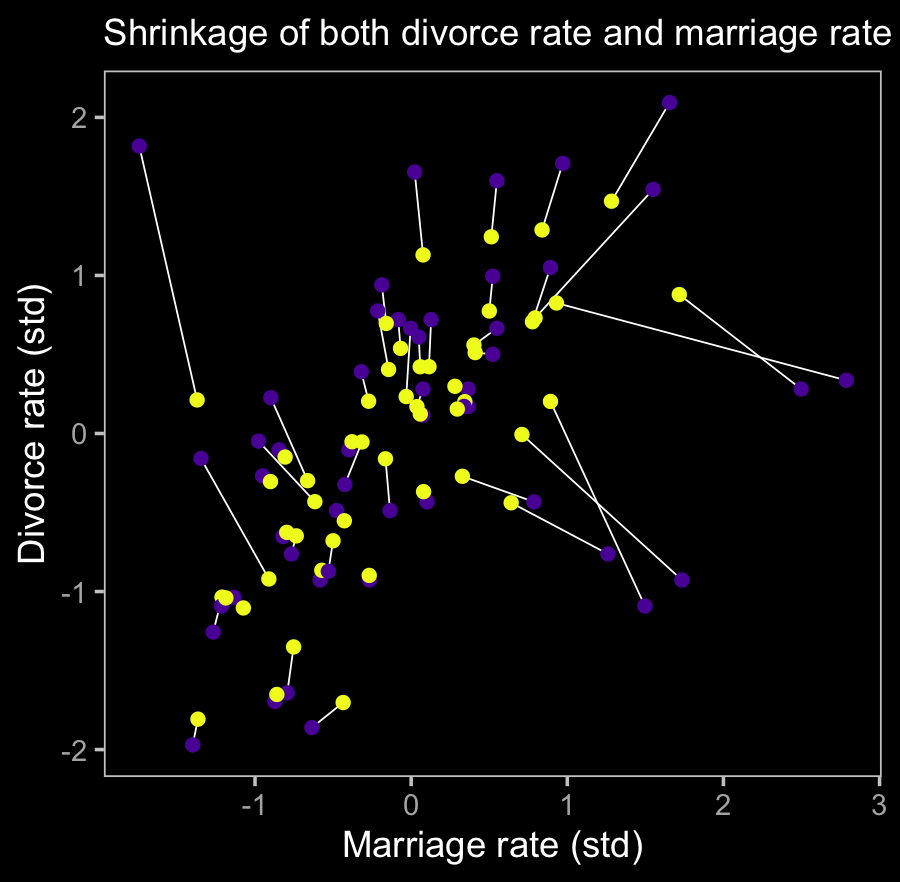 Shrinkage of both divorce rate and marriage rate
2
1
0
-1
-2
Divorce rate (std)
-1 0 1 2 3
Marriage rate (std)